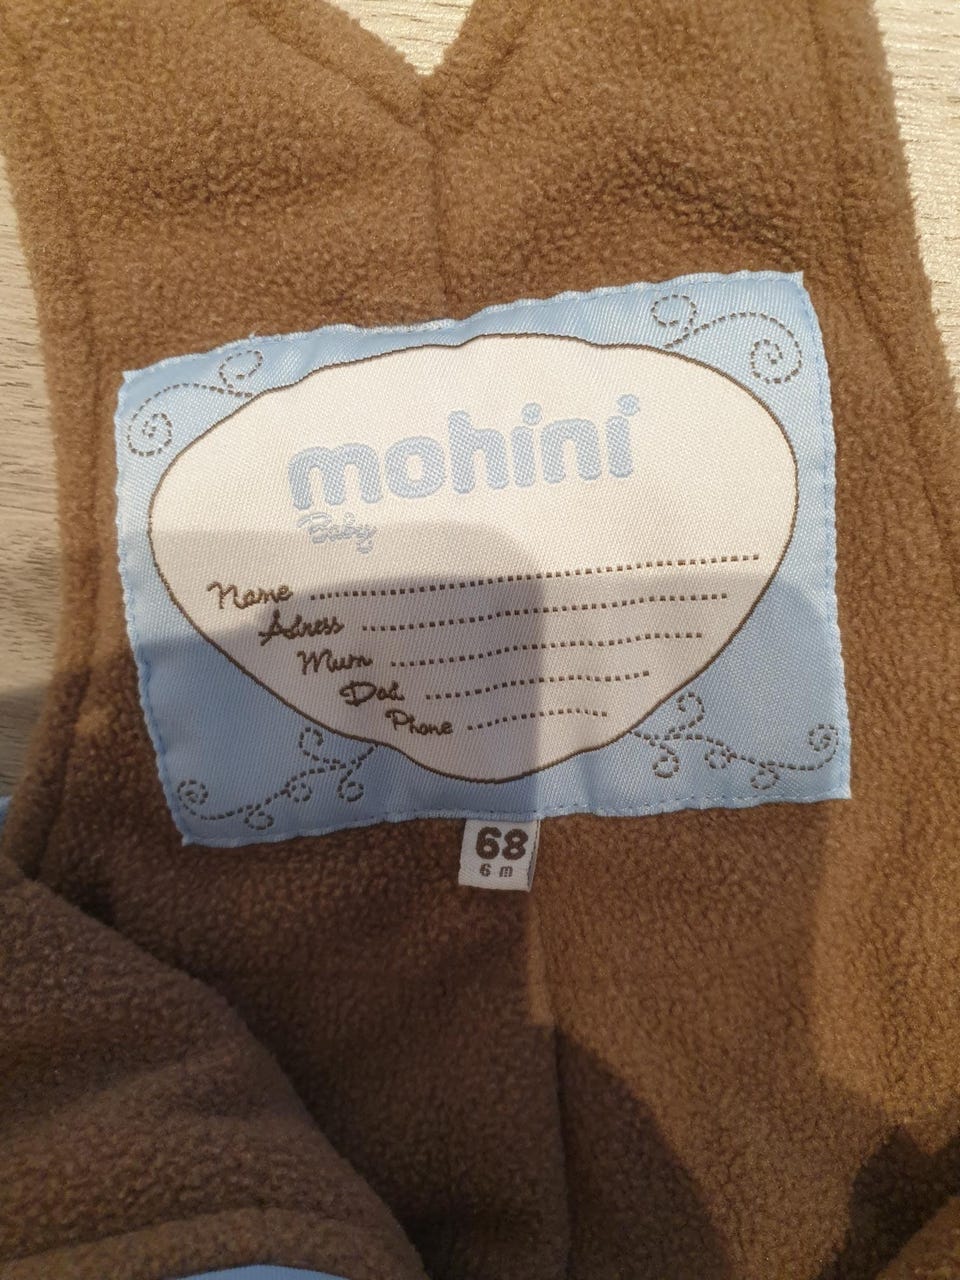 mohini
Baby
Name
Adress
Mum
Dad
Phone
68
6 m